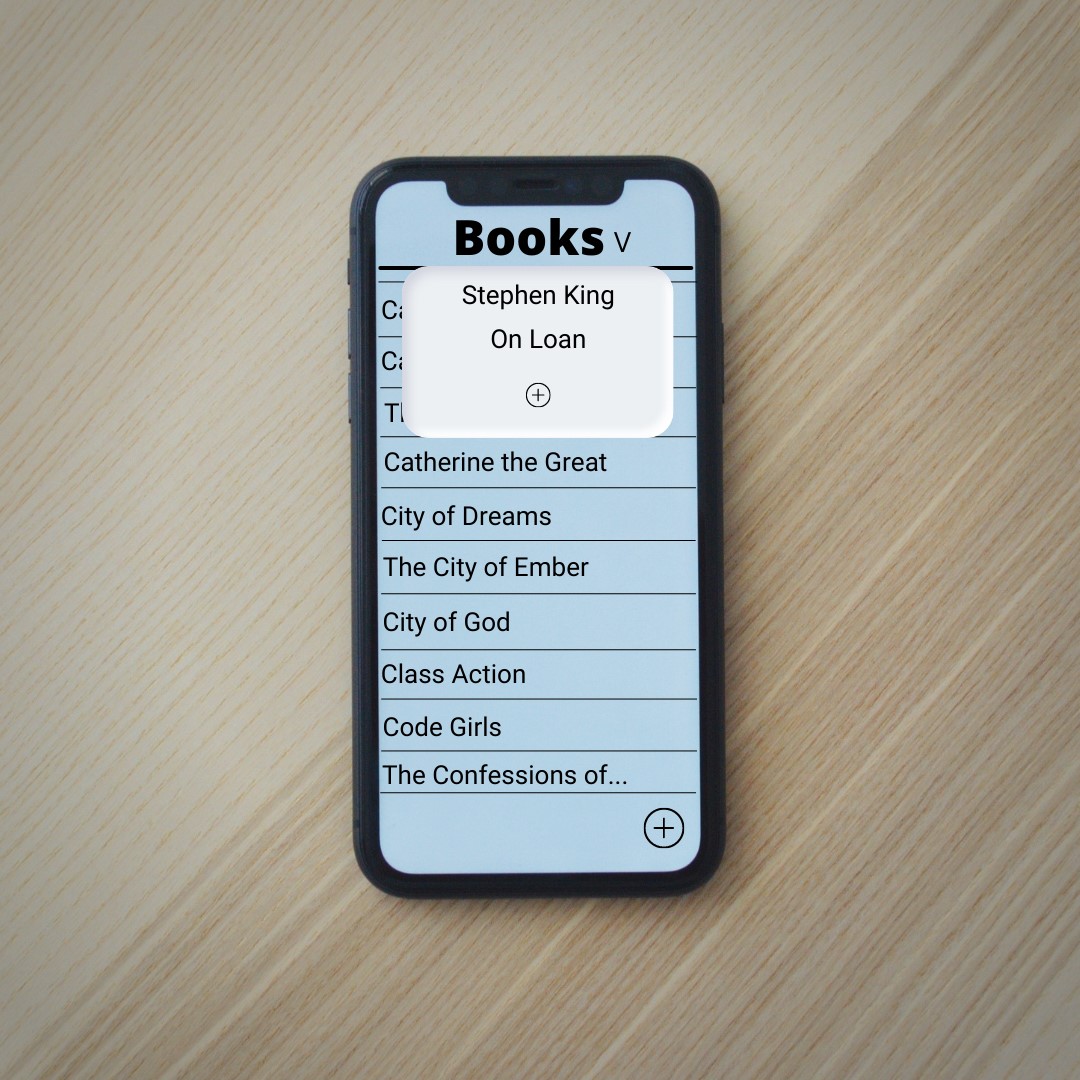 Books V
Stephen King
On Loan
Catherine the Great
City of Dreams
The City of Ember
City of God
Class Action
Code Girls
The Confessions of...